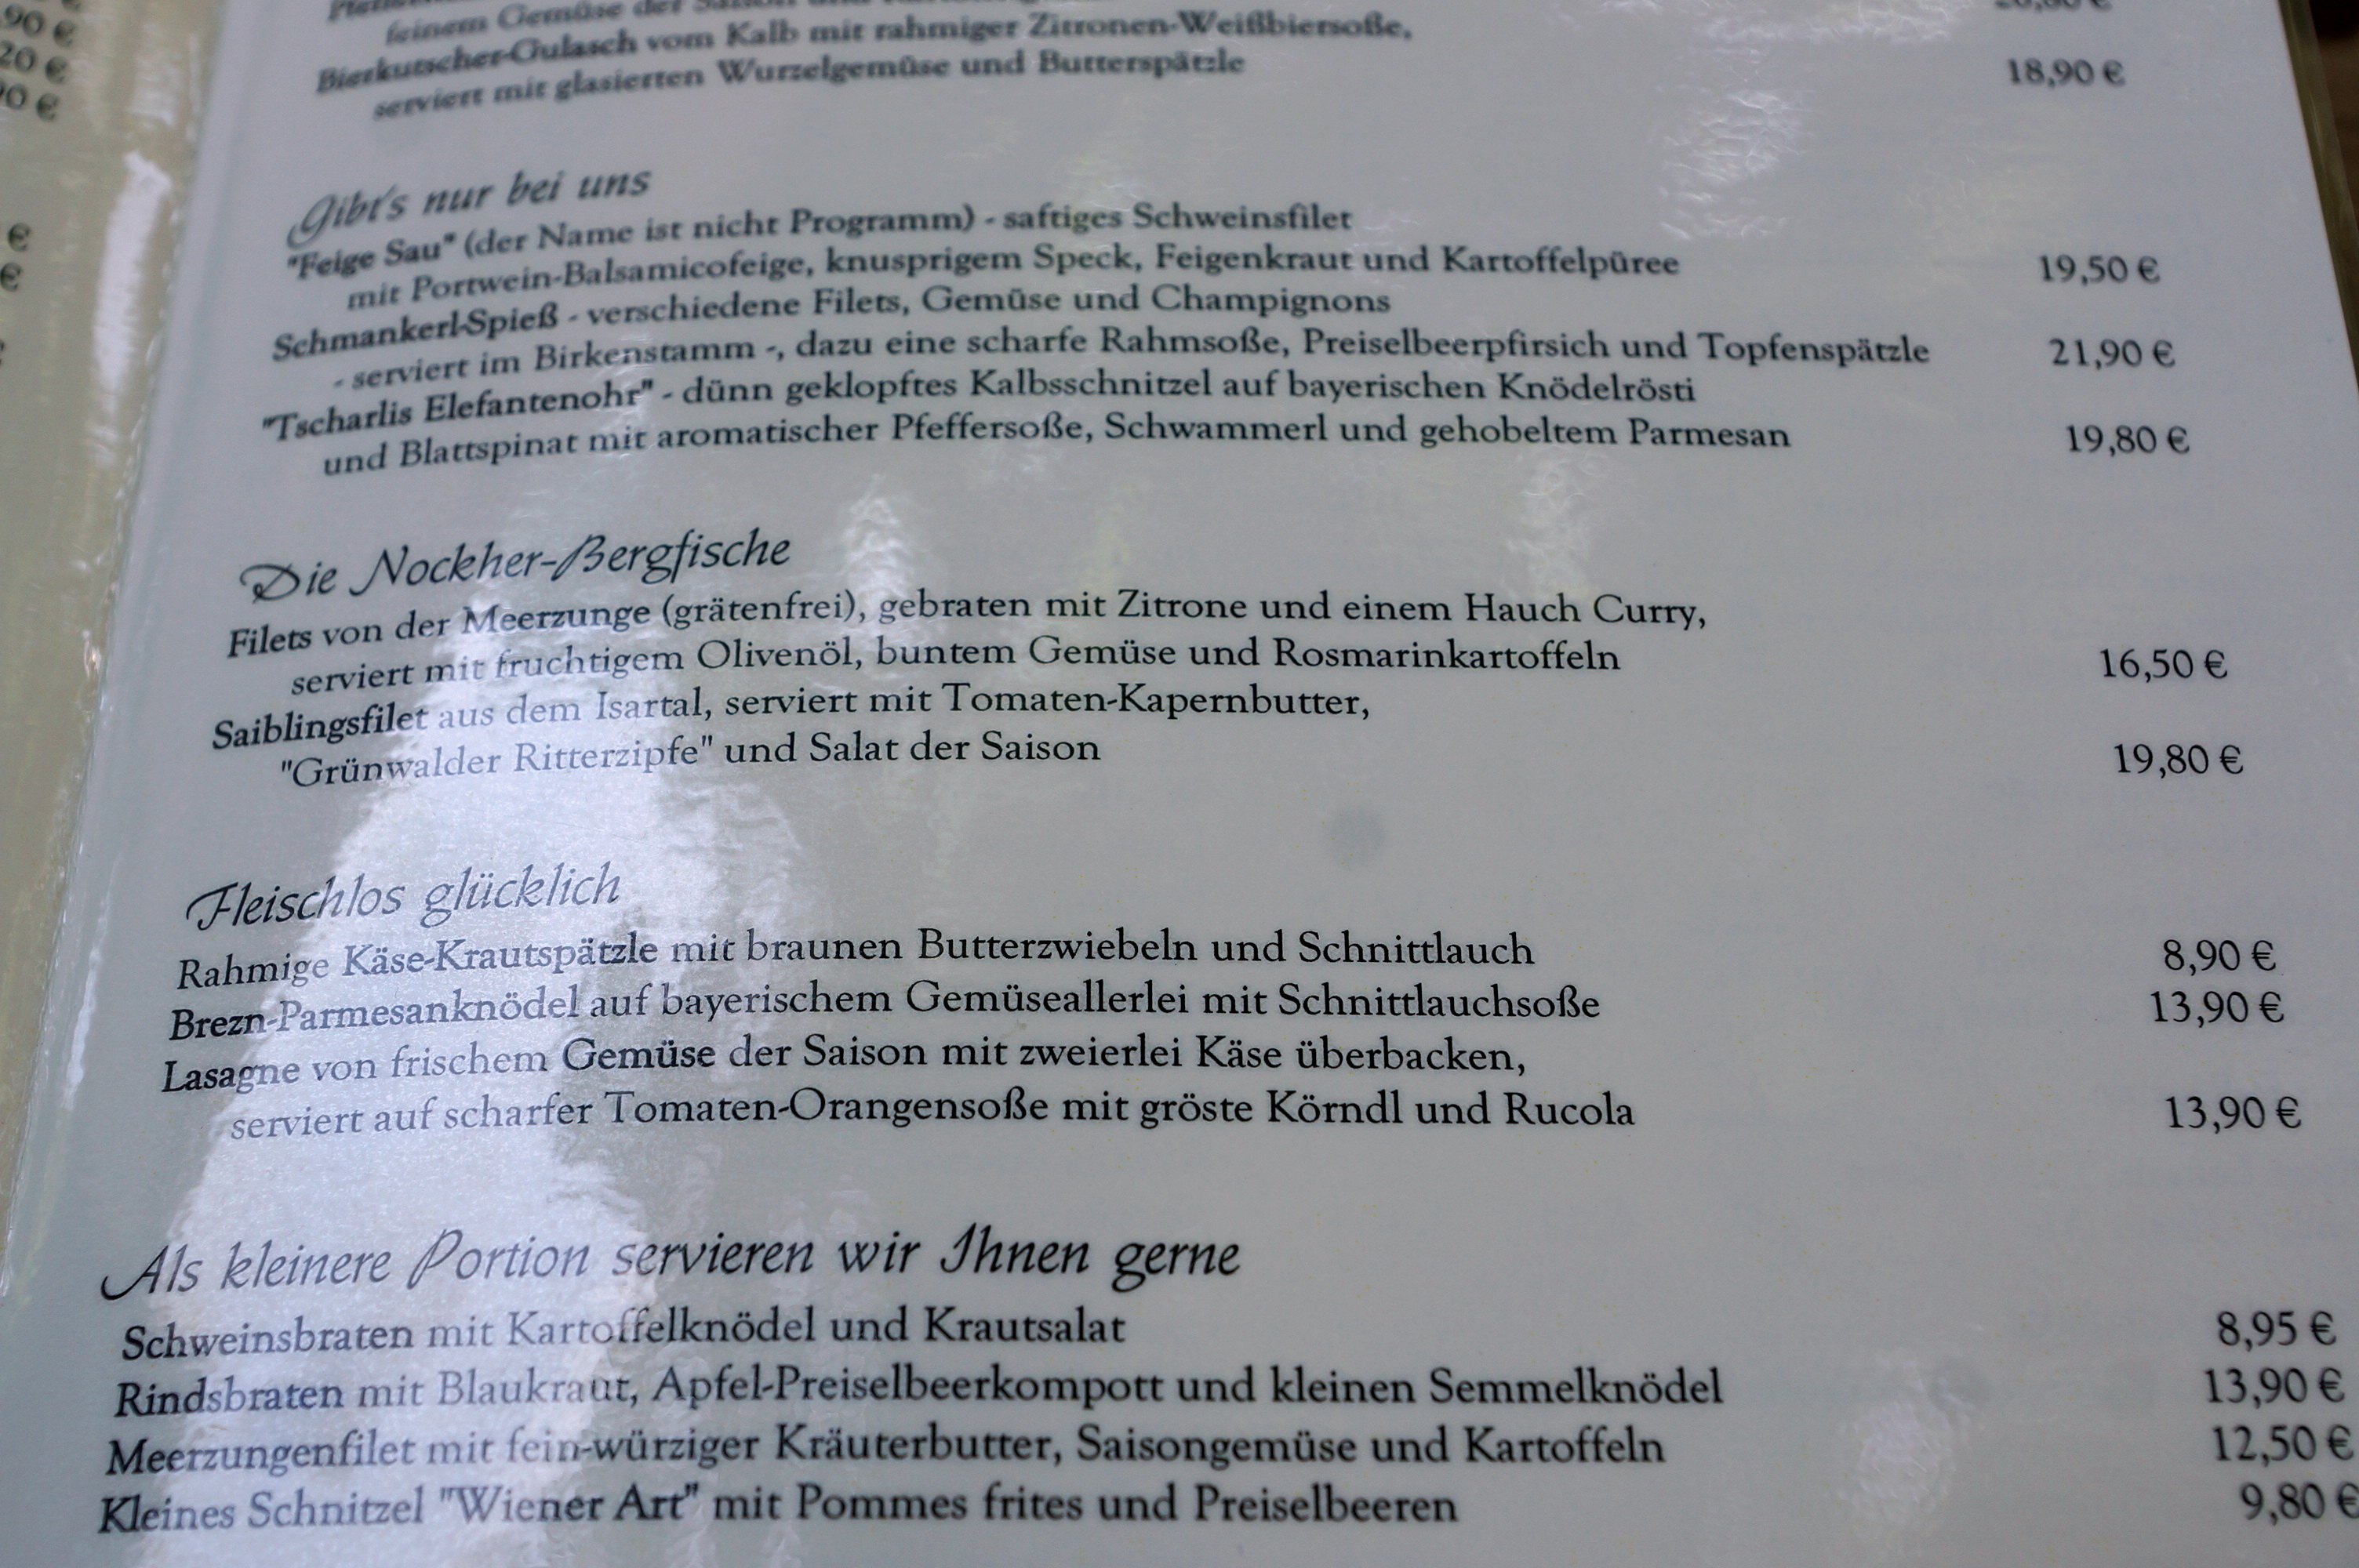 90 €
20 €
€
€
€
feinem Gemüse der Saison und
Bierkutscher-Gulasch vom Kalb mit rahmiger Zitronen-Weißbiersoße,
serviert mit glasierten Wurzelgemüse und Butterspätzle 18,90 €
Gibt's nur bei uns
"Feige Sau" (der Name ist nicht Programm) - saftiges Schweinsfilet
mit Portwein-Balsamicofeige, knusprigem Speck, Feigenkraut und Kartoffelpüree 19,50 €
Schmankerl-Spieß - verschiedene Filets, Gemüse und Champignons
- serviert im Birkenstamm -, dazu eine scharfe Rahmsoße, Preiselbeerpfirsich und Topfenspätzle 21,90 €
"Tscharlis Elefantenohr" - dünn geklopftes Kalbsschnitzel auf bayerischen Knödelrösti
und Blattspinat mit aromatischer Pfeffersoße, Schwammerl und gehobeltem Parmesan 19,80 €
Die Nockher-Bergfische
Filets von der Meerzunge (grätenfrei), gebraten mit Zitrone und einem Hauch Curry,
serviert mit fruchtigem Olivenöl, buntem Gemüse und Rosmarinkartoffeln 16,50 €
Saiblingsfilet aus dem Isartal, serviert mit Tomaten-Kapernbutter,
"Grünwalder Ritterzipfe" und Salat der Saison 19,80 €
Fleischlos glücklich
Rahmige Käse-Krautspätzle mit braunen Butterzwiebeln und Schnittlauch 8,90 €
Brezn-Parmesanknödel auf bayerischem Gemüseallerlei mit Schnittlauchsoße 13,90 €
Lasagne von frischem Gemüse der Saison mit zweierlei Käse überbacken,
serviert auf scharfer Tomaten-Orangensoße mit gröste Körndl und Rucola 13,90 €
Als kleinere Portion servieren wir Ihnen gerne
Schweinsbraten mit Kartoffelknödel und Krautsalat 8,95 €
Rindsbraten mit Blaukraut, Apfel-Preiselbeerkompott und kleinen Semmelknödel 13,90 €
Meerzungenfilet mit fein-würziger Kräuterbutter, Saisongemüse und Kartoffeln 12,50 €
Kleines Schnitzel "Wiener Art" mit Pommes frites und Preiselbeeren 9,80 €